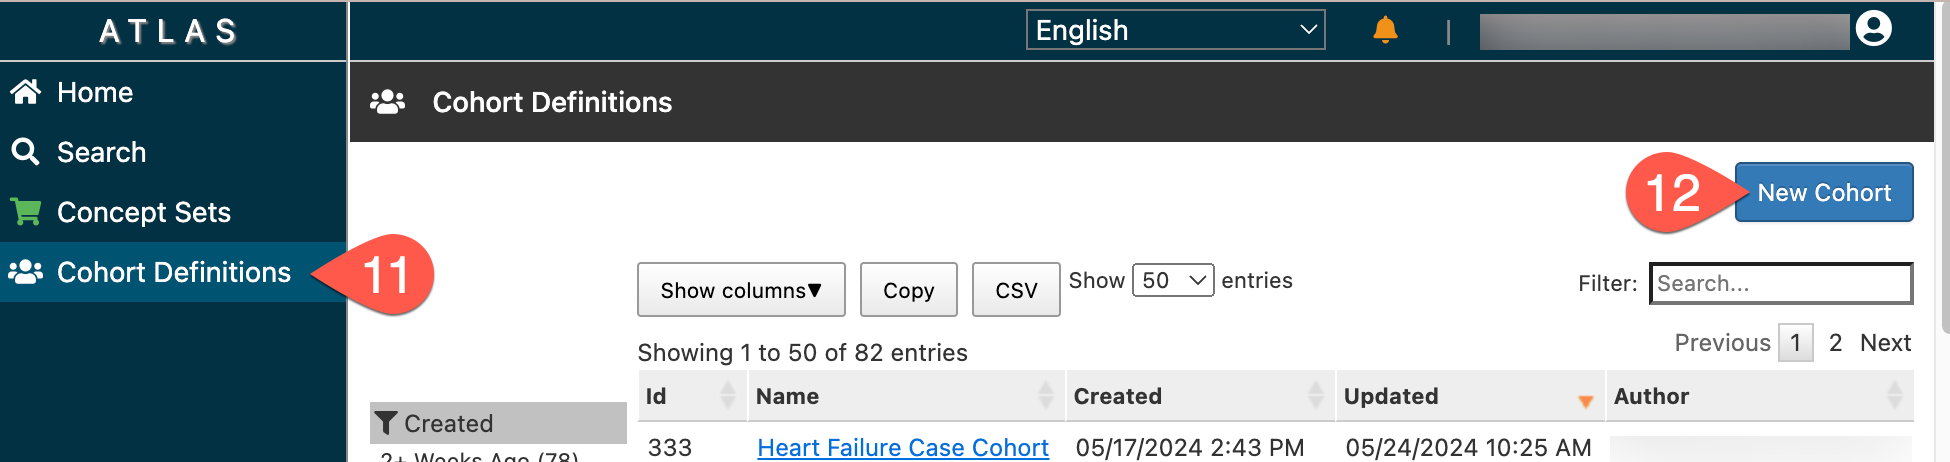 ATLAS
English
|
Home
Search
Concept Sets
Cohort Definitions
11
Cohort Definitions
12
New Cohort
Show columns▼ Copy CSV Show 50 entries
Filter: Search...
Showing 1 to 50 of 82 entries
Previous 1 2 Next
Id Name Created Updated Author
Created
333 Heart Failure Case Cohort 05/17/2024 2:43 PM 05/24/2024 10:25 AM
2+ Weeks Ago (78)